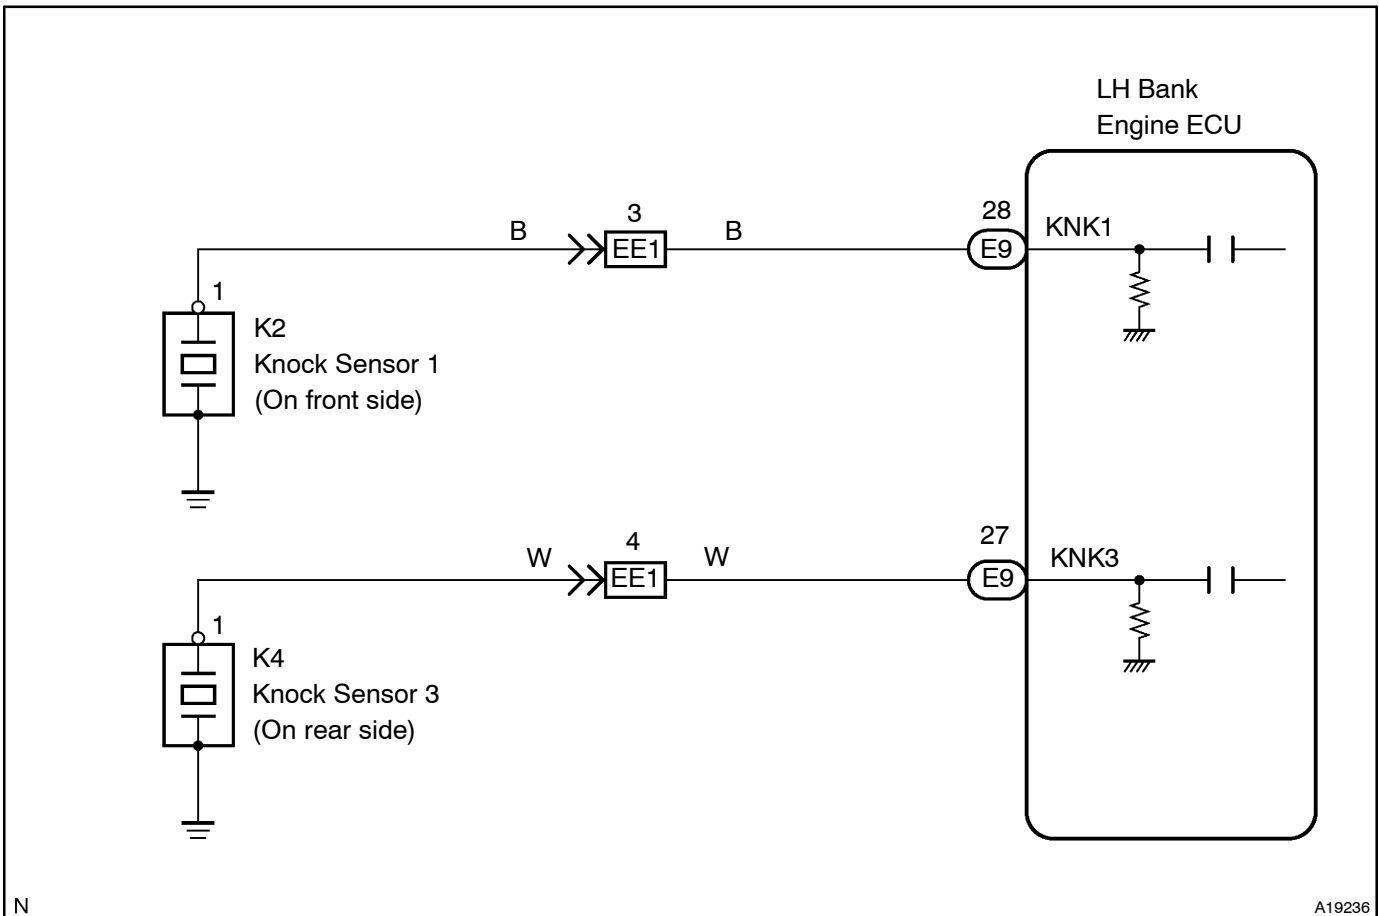 LH Bank
Engine ECU
3
28
B
B
KNK1
EE1
E9
1
K2
Knock Sensor 1
(On front side)
4
27
W
W
KNK3
EE1
E9
1
K4
Knock Sensor 3
(On rear side)
N
A19236